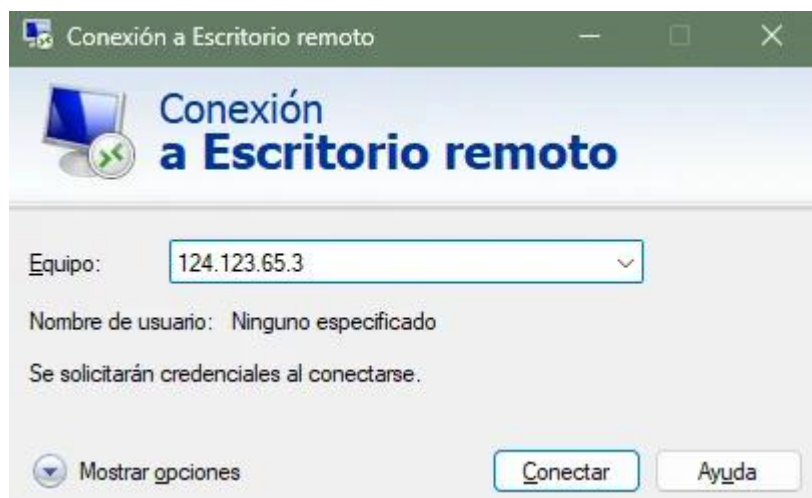 Conexión a Escritorio remoto
Conexión
a Escritorio remoto
Equipo: 124.123.65.3
Nombre de usuario: Ninguno especificado
Se solicitarán credenciales al conectarse.
Mostrar opciones Conectar Ayuda